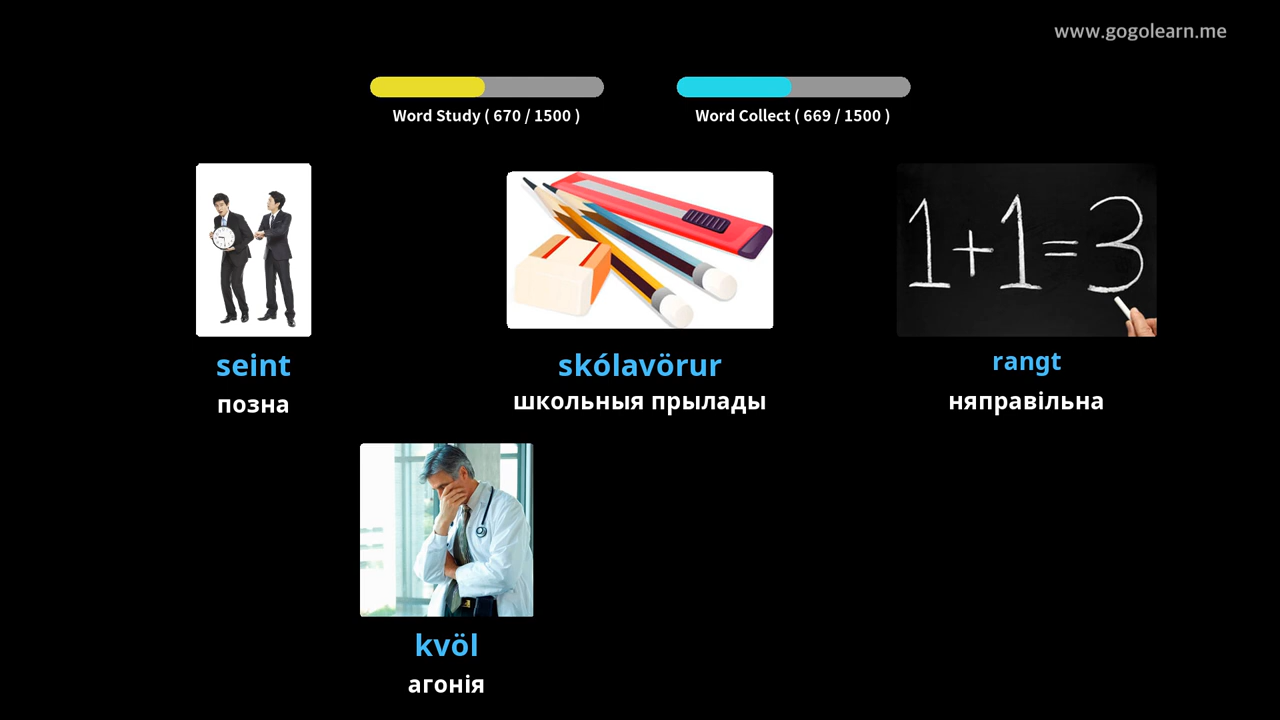 www.gogolearn.me
Word Study ( 670 / 1500 )
Word Collect ( 669 / 1500 )
1+1=3
seint
позна
skólavörur
школьныя прылады
rangt
няправільна
kvöl
агонія